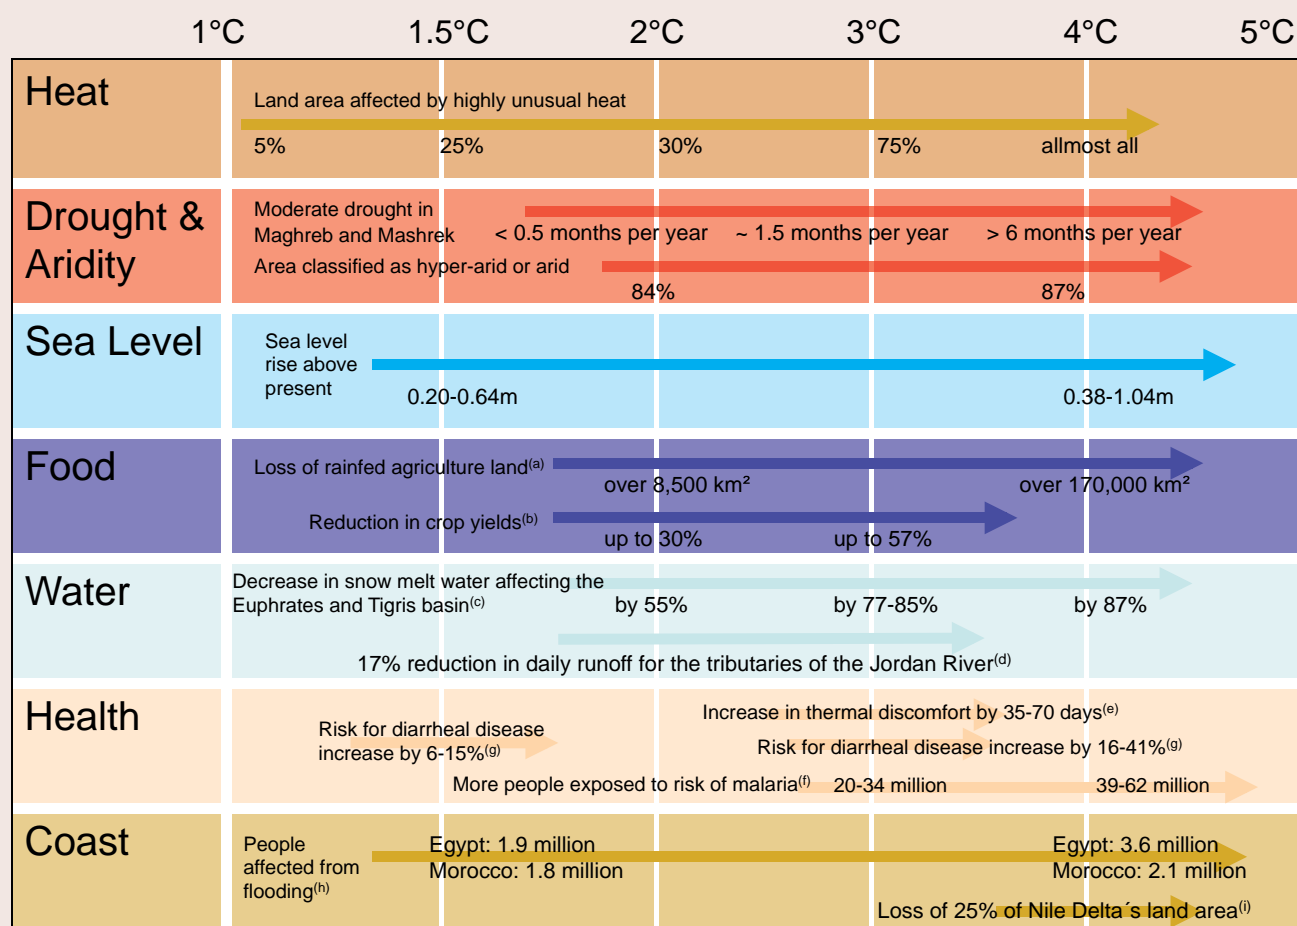 1°C 1.5°C 2°C 3°C 4°C 5°C
Heat
Land area affected by highly unusual heat
5% 25% 30% 75% allmost all
Drought &
Aridity
Moderate drought in
Maghreb and Mashrek
< 0.5 months per year ~ 1.5 months per year > 6 months per year
Area classified as hyper-arid or arid
84% 87%
Sea Level
Sea level
rise above
present
0.20-0.64m 0.38-1.04m
Food
Loss of rainfed agriculture land(a)
over 8,500 km² over 170,000 km²
Reduction in crop yields(b)
up to 30% up to 57%
Water
Decrease in snow melt water affecting the
Euphrates and Tigris basin(c)
by 55% by 77-85% by 87%
17% reduction in daily runoff for the tributaries of the Jordan River(d)
Health
Risk for diarrheal disease
increase by 6-15%(g)
Increase in thermal discomfort by 35-70 days(e)
Risk for diarrheal disease increase by 16-41%(g)
More people exposed to risk of malaria(f) 20-34 million 39-62 million
Coast
People
affected from
flooding(h)
Egypt: 1.9 million
Morocco: 1.8 million
Egypt: 3.6 million
Morocco: 2.1 million
Loss of 25% of Nile Delta´s land area(i)